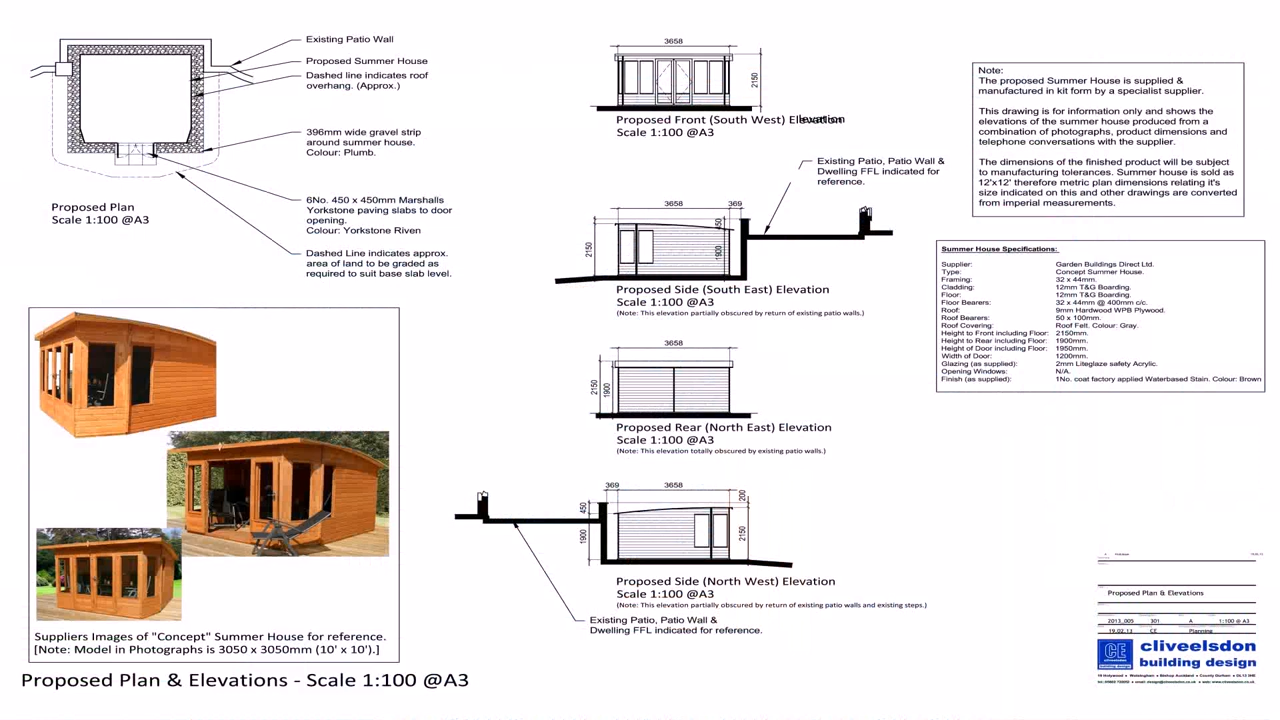 Existing Patio Wall
Proposed Summer House
Dashed line indicates roof
overhang. (Approx.)
396mm wide gravel strip
around summer house.
Colour: Plumb.
6No. 450 x 450mm Marshalls
Yorkstone paving slabs to door
opening.
Colour: Yorkstone Riven
Dashed Line indicates approx.
area of land to be graded as
required to suit base slab level.
Proposed Plan
Scale 1:100 @A3
Suppliers Images of "Concept" Summer House for reference.
[Note: Model in Photographs is 3050 x 3050mm (10' x 10').]
Proposed Plan & Elevations - Scale 1:100 @A3
3658
2150
Proposed Front (South West) Elevation
Scale 1:100 @A3
Existing Patio, Patio Wall &
Dwelling FFL indicated for
reference.
3658
369
450
2150
1900
Proposed Side (South East) Elevation
Scale 1:100 @A3
(Note: This elevation partially obscured by return of existing patio walls.)
3658
2150
1900
Proposed Rear (North East) Elevation
Scale 1:100 @A3
(Note: This elevation totally obscured by existing patio walls.)
369
3658
200
450
1900
2150
Proposed Side (North West) Elevation
Scale 1:100 @A3
(Note: This elevation partially obscured by return of existing patio walls and existing steps.)
Existing Patio, Patio Wall &
Dwelling FFL indicated for reference.
Note:
The proposed Summer House is supplied &
manufactured in kit form by a specialist supplier.
This drawing is for information only and shows the
elevations of the summer house produced from a
combination of photographs, product dimensions and
telephone conversations with the supplier.
The dimensions of the finished product will be subject
to manufacturing tolerances. Summer house is sold as
12'x12' therefore metric plan dimensions relating it's
size indicated on this and other drawings are converted
from imperial measurements.
Summer House Specifications:
Supplier: Garden Buildings Direct Ltd.
Type: Concept Summer House.
Framing: 32 x 44mm.
Cladding: 12mm T&G Boarding.
Floor: 12mm T&G Boarding.
Floor Bearers: 32 x 44mm @ 400mm c/c.
Roof: 9mm Hardwood WPB Plywood.
Roof Bearers: 50 x 100mm.
Roof Covering: Roof Felt. Colour: Gray.
Height to Front including Floor: 2150mm.
Height to Rear including Floor: 1900mm.
Height of Door including Floor: 1950mm.
Width of Door: 1200mm.
Glazing (as supplied): 2mm Liteglaze safety Acrylic.
Opening Windows: N/A.
Finish (as supplied): 1No. coat factory applied Waterbased Stain. Colour: Brown
Proposed Plan & Elevations
2013_005 301 A 1:100 @ A3
19.02.13 CE Planning
CE
cliveelsdon
building design